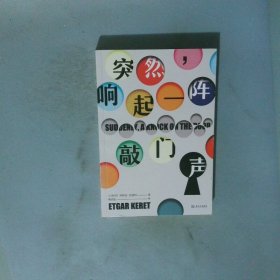 突然，
响起一阵
SUDDENLY, A KNOCK ON THE DOOR
敲门
声
ETGAR KERET